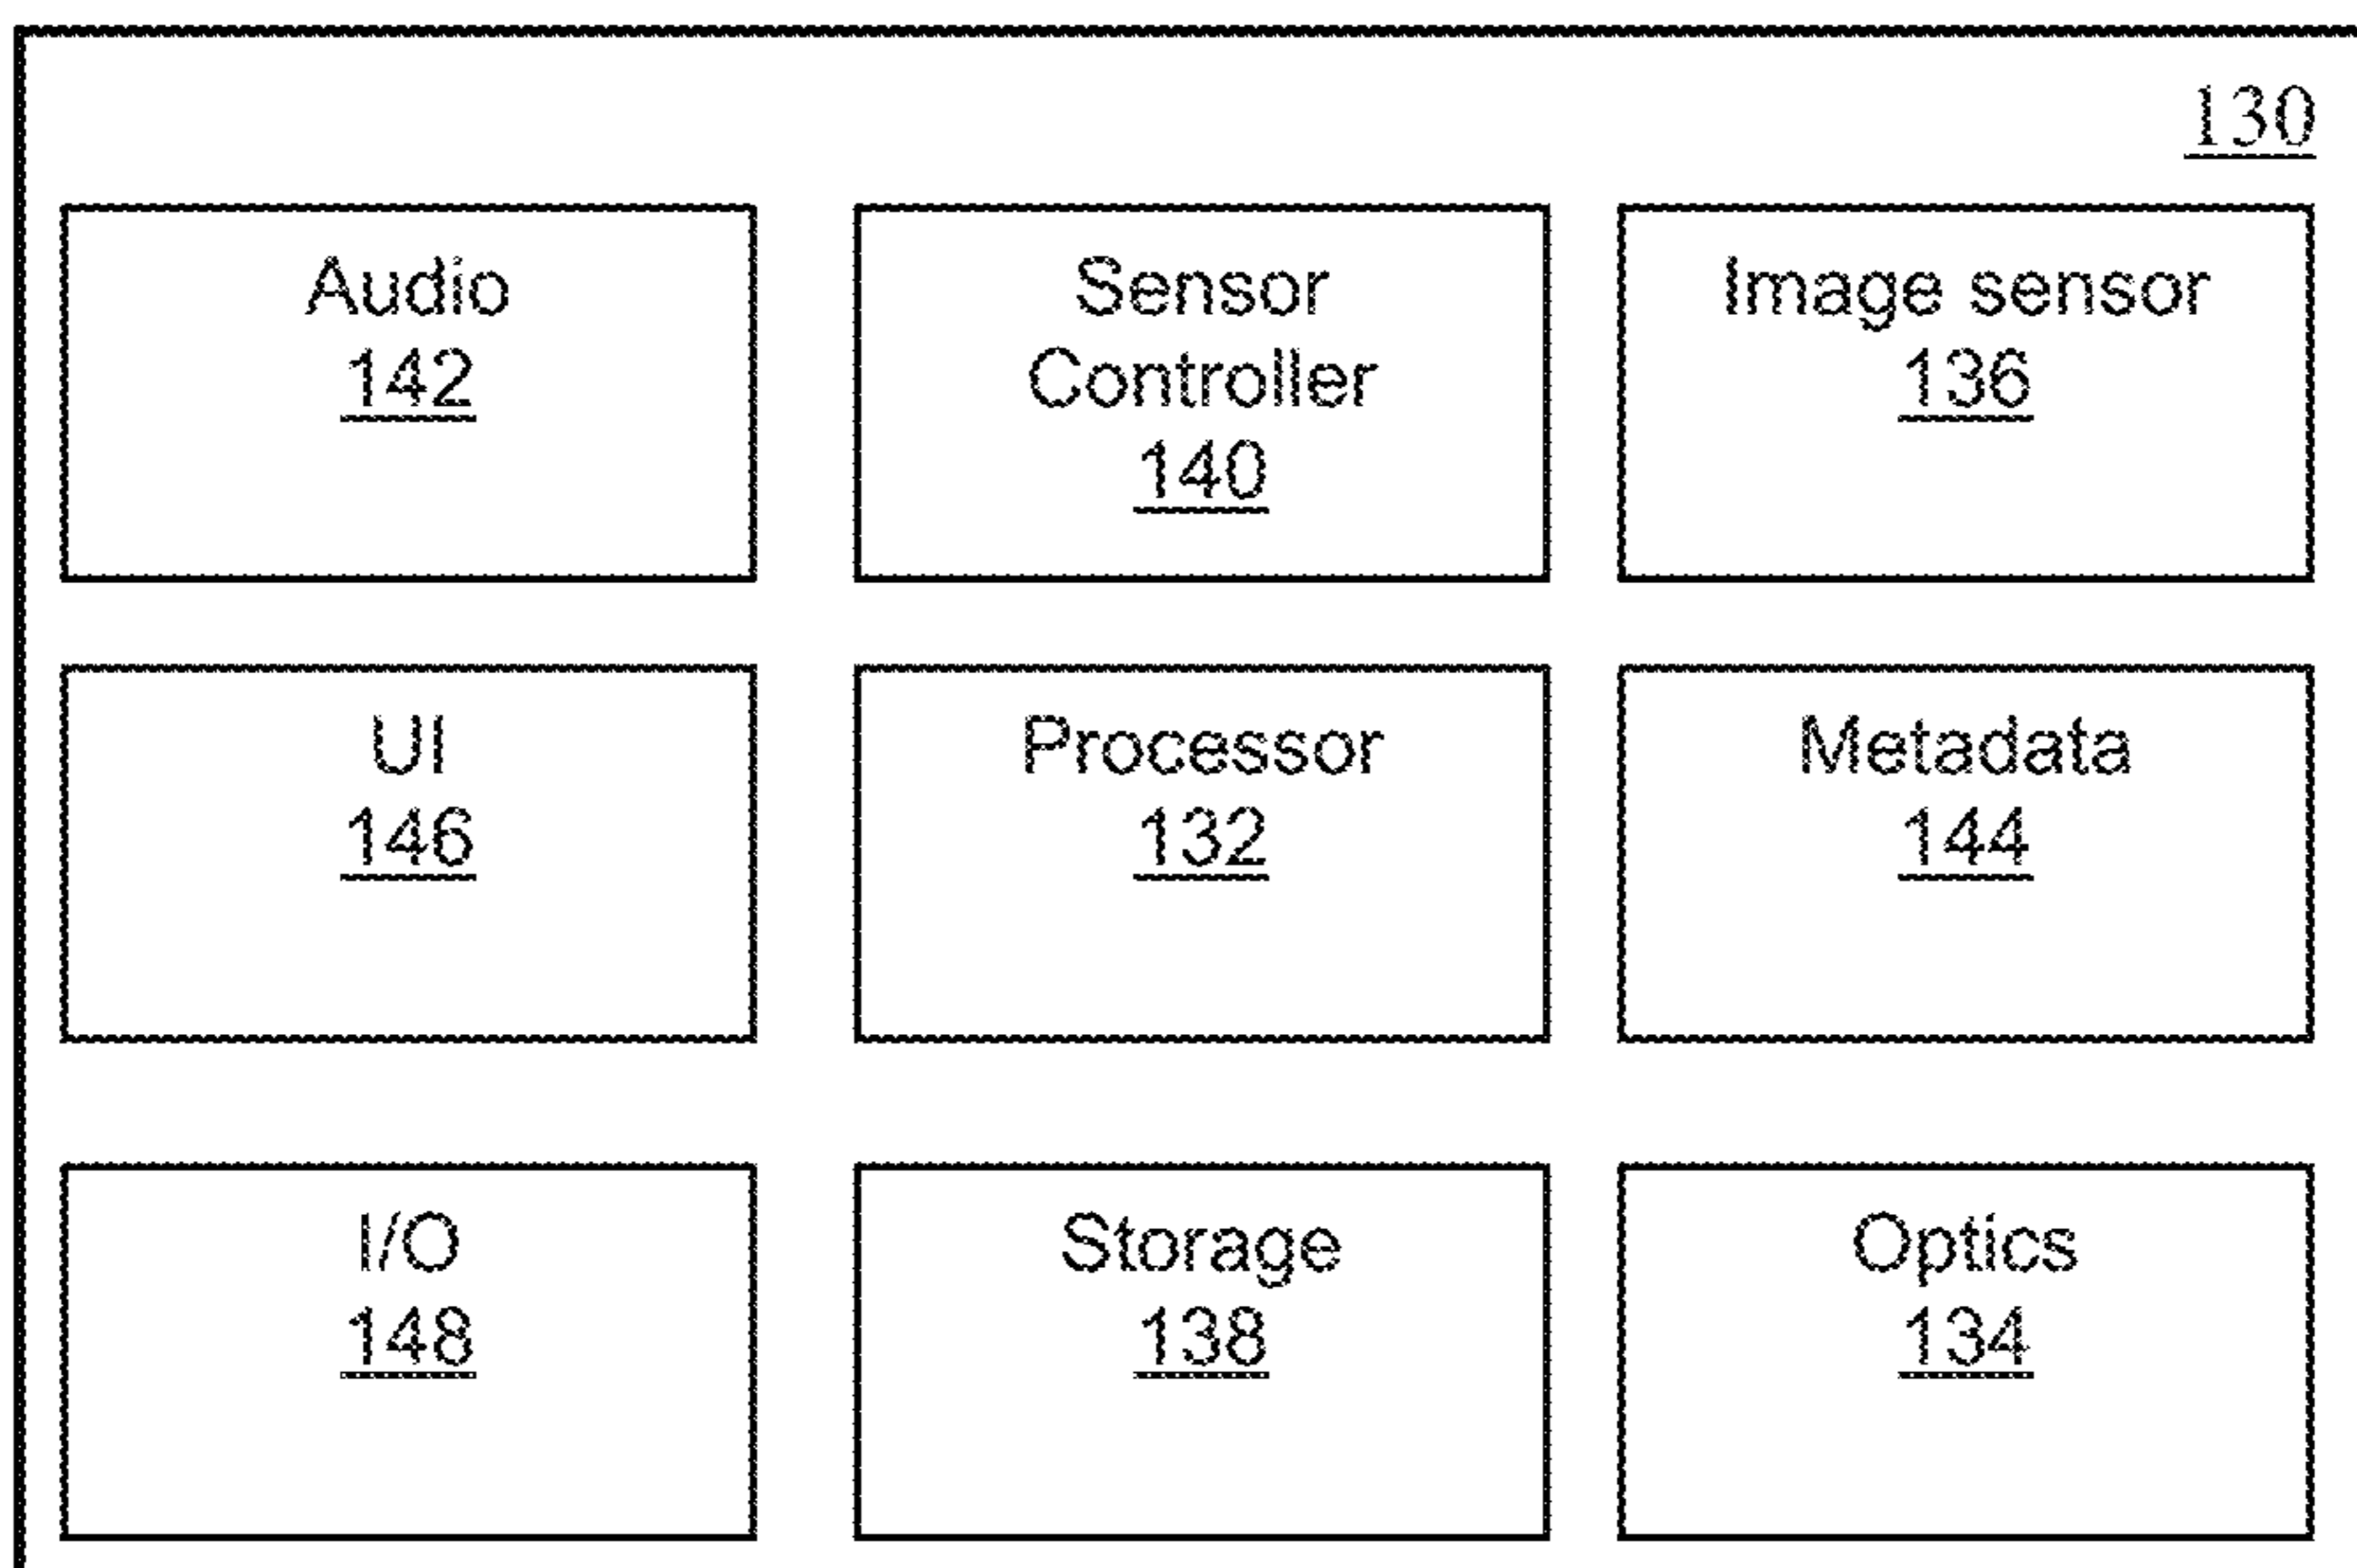 130
Audio
142
Sensor
Controller
140
Image sensor
136
UI
146
Processor
132
Metadata
144
I/O
148
Storage
138
Optics
134